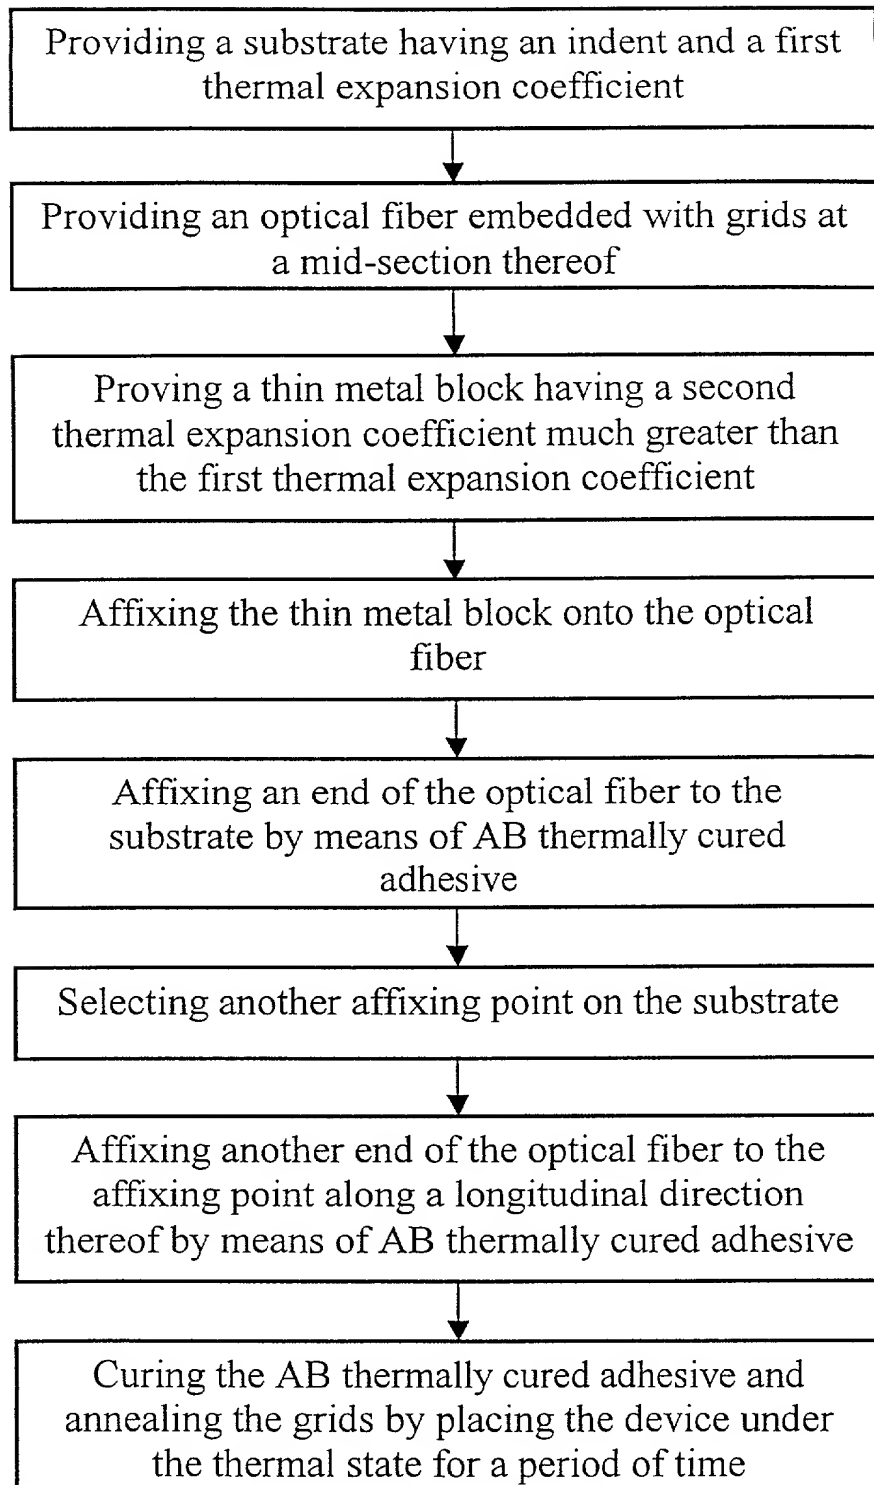 Providing a substrate having an indent and a first
thermal expansion coefficient
Providing an optical fiber embedded with grids at
a mid-section thereof
Proving a thin metal block having a second
thermal expansion coefficient much greater than
the first thermal expansion coefficient
Affixing the thin metal block onto the optical
fiber
Affixing an end of the optical fiber to the
substrate by means of AB thermally cured
adhesive
Selecting another affixing point on the substrate
Affixing another end of the optical fiber to the
affixing point along a longitudinal direction
thereof by means of AB thermally cured adhesive
Curing the AB thermally cured adhesive and
annealing the grids by placing the device under
the thermal state for a period of time